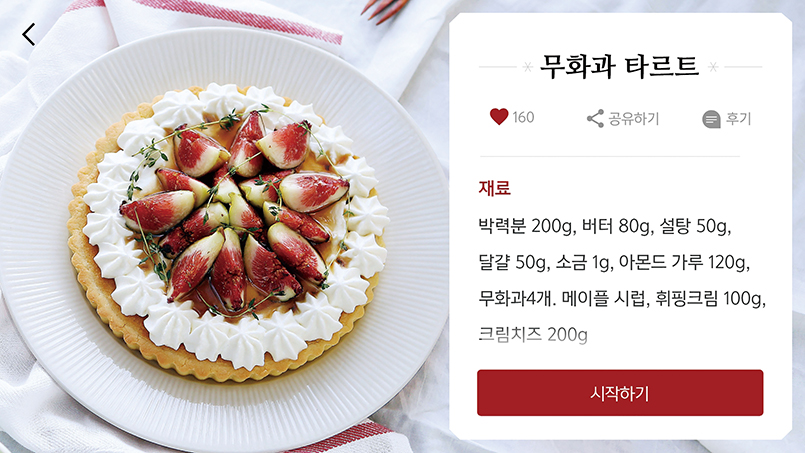 무화과 타르트
160 공유하기 후기
재료
박력분 200g, 버터 80g, 설탕 50g,
달걀 50g, 소금 1g, 아몬드 가루 120g,
무화과4개. 메이플 시럽, 휘핑크림 100g,
크림치즈 200g
시작하기